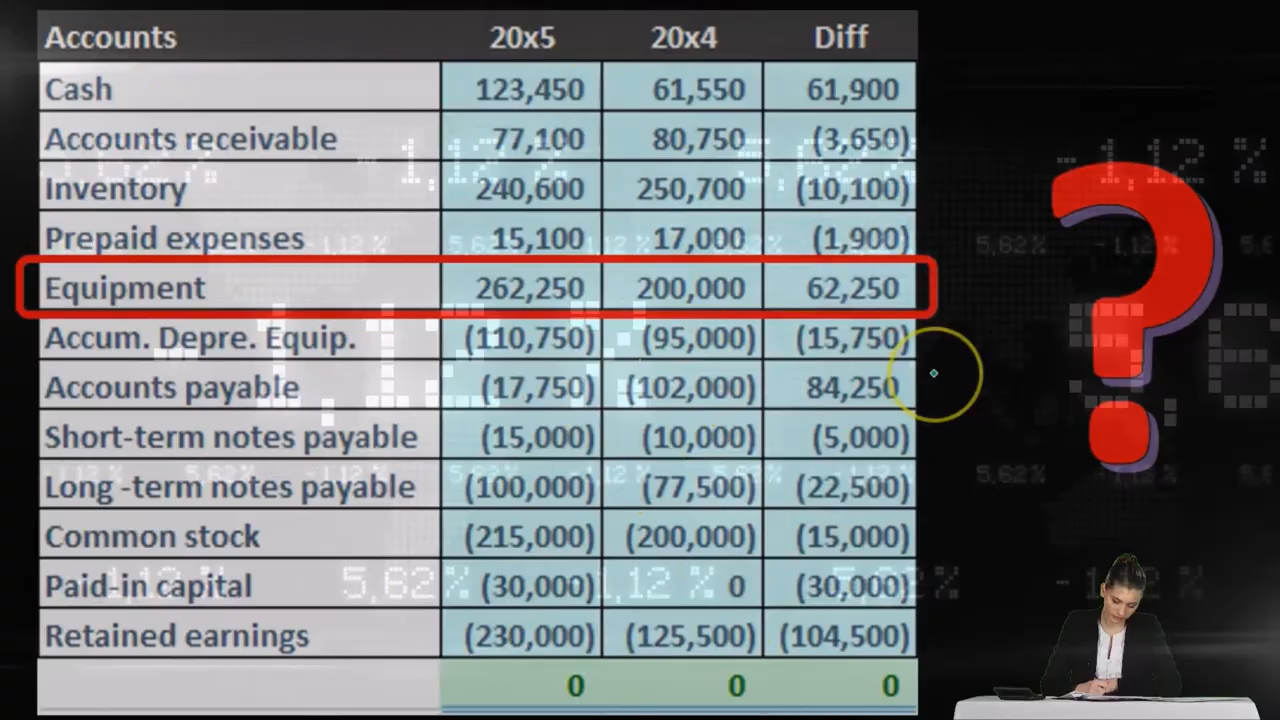 Accounts 20x5 20x4 Diff
Cash 123,450 61,550 61,900
Accounts receivable 77,100 80,750 (3,650)
Inventory 240,600 250,700 (10,100)
Prepaid expenses 15,100 17,000 (1,900)
Equipment 262,250 200,000 62,250
Accum. Depre. Equip. (110,750) (95,000) (15,750)
Accounts payable (17,750) (102,000) 84,250
Short-term notes payable (15,000) (10,000) (5,000)
Long -term notes payable (100,000) (77,500) (22,500)
Common stock (215,000) (200,000) (15,000)
Paid-in capital (30,000) 0 (30,000)
Retained earnings (230,000) (125,500) (104,500)
0 0 0
?